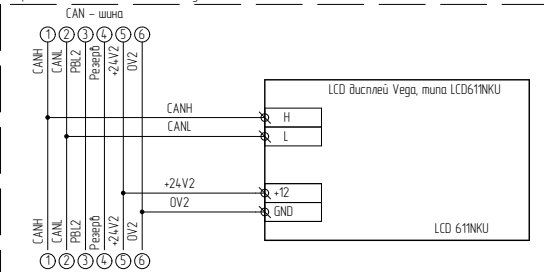 CAN – шина
1 2 3 4 5 6
CANH
CANL
PBL2
Резерв
+24V2
0V2
LCD дисплей Vega, типа LCD611NKU
CANH
H
CANL
L
+24V2
+12
0V2
GND
LCD 611NKU
CANH
CANL
PBL2
Резерв
+24V2
0V2
1 2 3 4 5 6